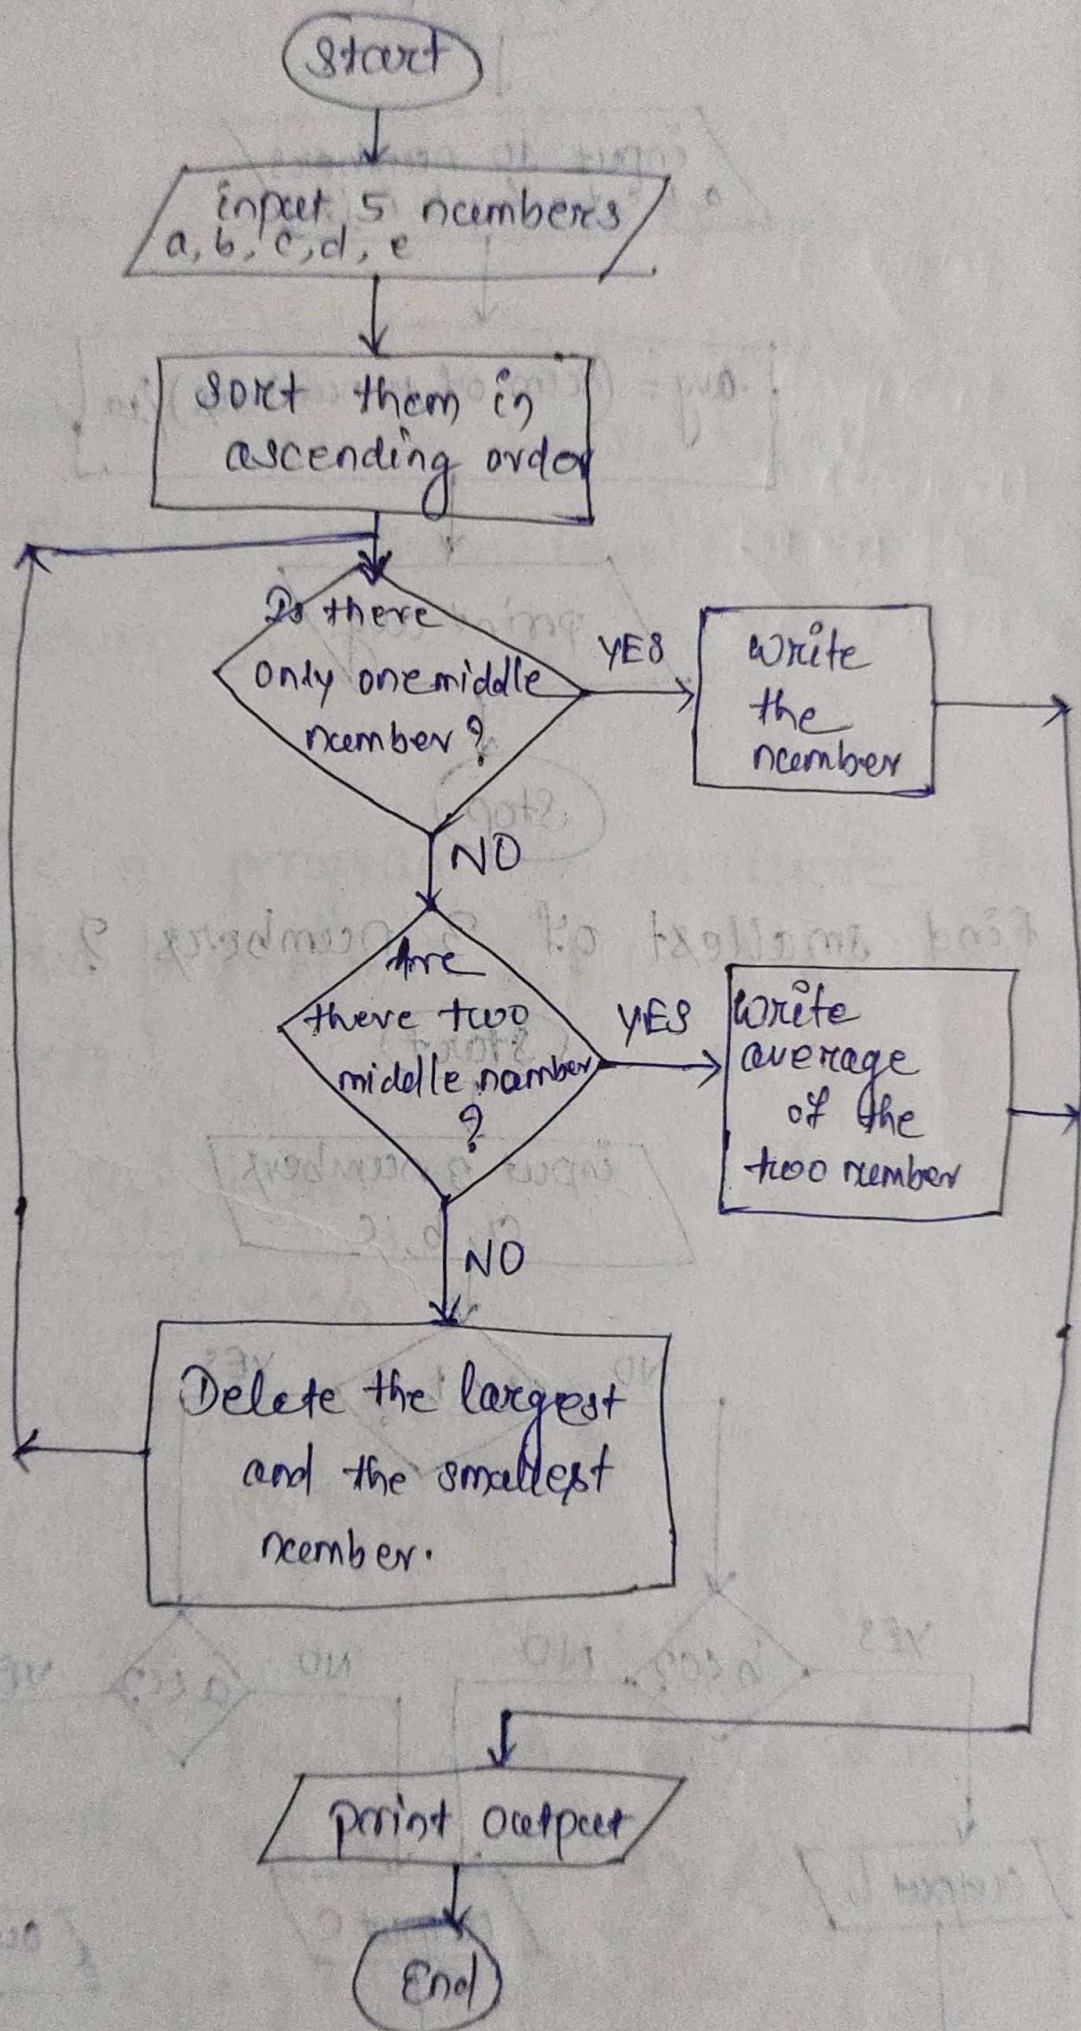 Start
input 5 numbers
a, b, c, d, e
Sort them in
ascending order
Is there
only one middle
number?
YES
Write
the
number
NO
Are
there two
middle number
?
YES
Write
average
of the
two number
NO
Delete the largest
and the smallest
number.
print output
End